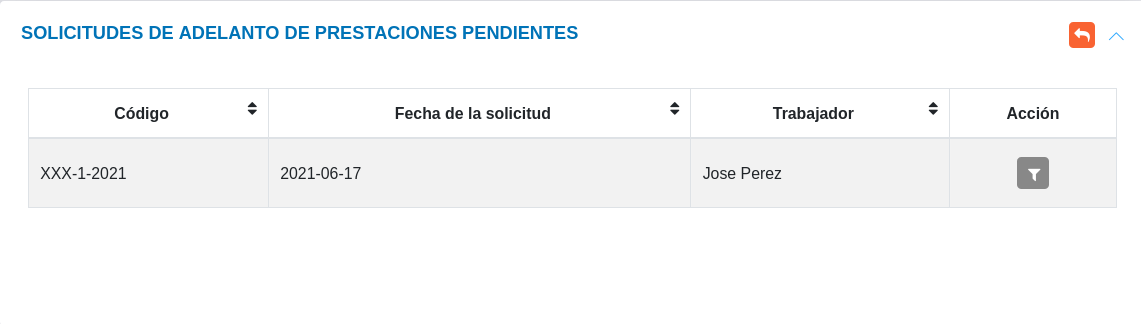 SOLICITUDES DE ADELANTO DE PRESTACIONES PENDIENTES
Código Fecha de la solicitud Trabajador Acción
XXX-1-2021 2021-06-17 Jose Perez